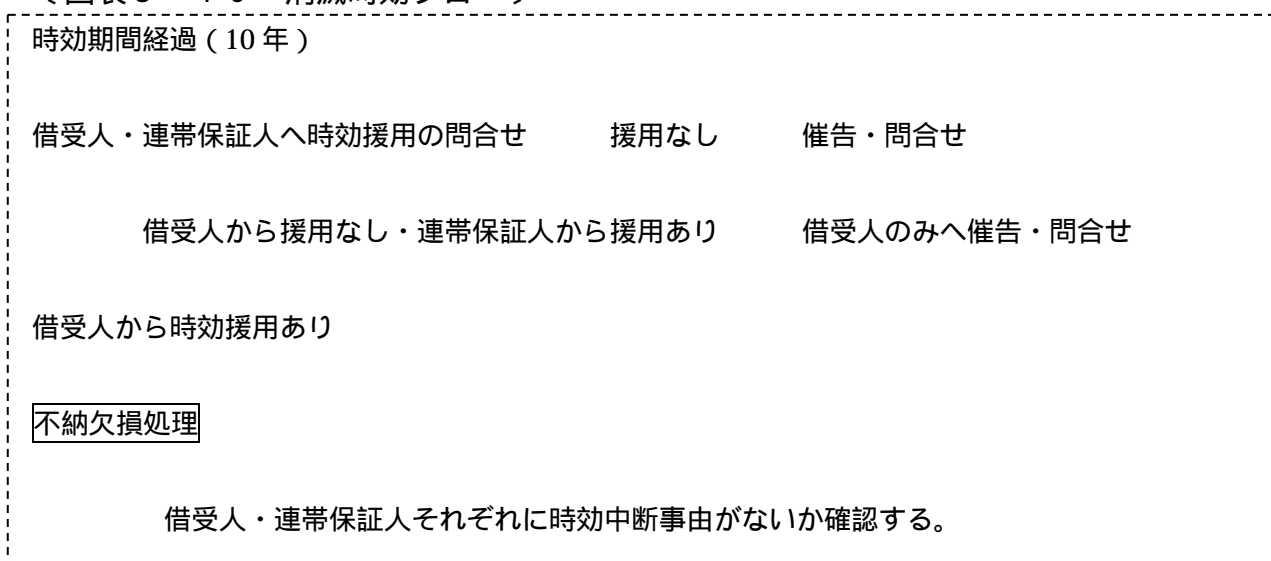 時効期間経過（10年）
借受人・連帯保証人へ時効援用の問合せ　　援用なし　　催告・問合せ
借受人から援用なし・連帯保証人から援用あり　　借受人のみへ催告・問合せ
借受人から時効援用あり
不納欠損処理
借受人・連帯保証人それぞれに時効中断事由がないか確認する。